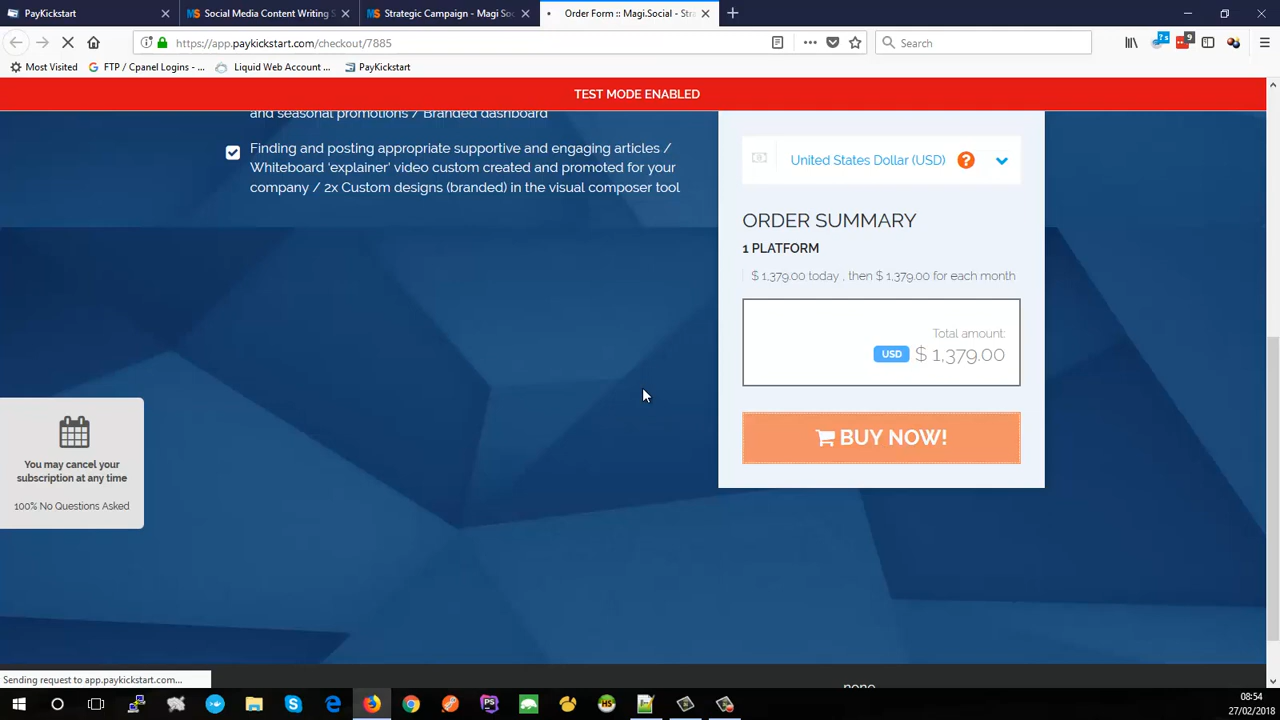 PayKickstart
Social Media Content Writing S
Strategic Campaign - Magi Soc
Order Form :: Magi.Social - Stra
https://app.paykickstart.com/checkout/7885
Search
7 s
9
Most Visited
FTP / Cpanel Logins - ...
Liquid Web Account ...
PayKickstart
TEST MODE ENABLED
and seasonal promotions / Branded dashboard
Finding and posting appropriate supportive and engaging articles /
Whiteboard ‘explainer’ video custom created and promoted for your
company / 2x Custom designs (branded) in the visual composer tool
United States Dollar (USD) ?
ORDER SUMMARY
1 PLATFORM
$ 1,379.00 today , then $ 1,379.00 for each month
Total amount:
USD $ 1,379.00
BUY NOW!
You may cancel your
subscription at any time
100% No Questions Asked
none
Sending request to app.paykickstart.com...
08:54
27/02/2018